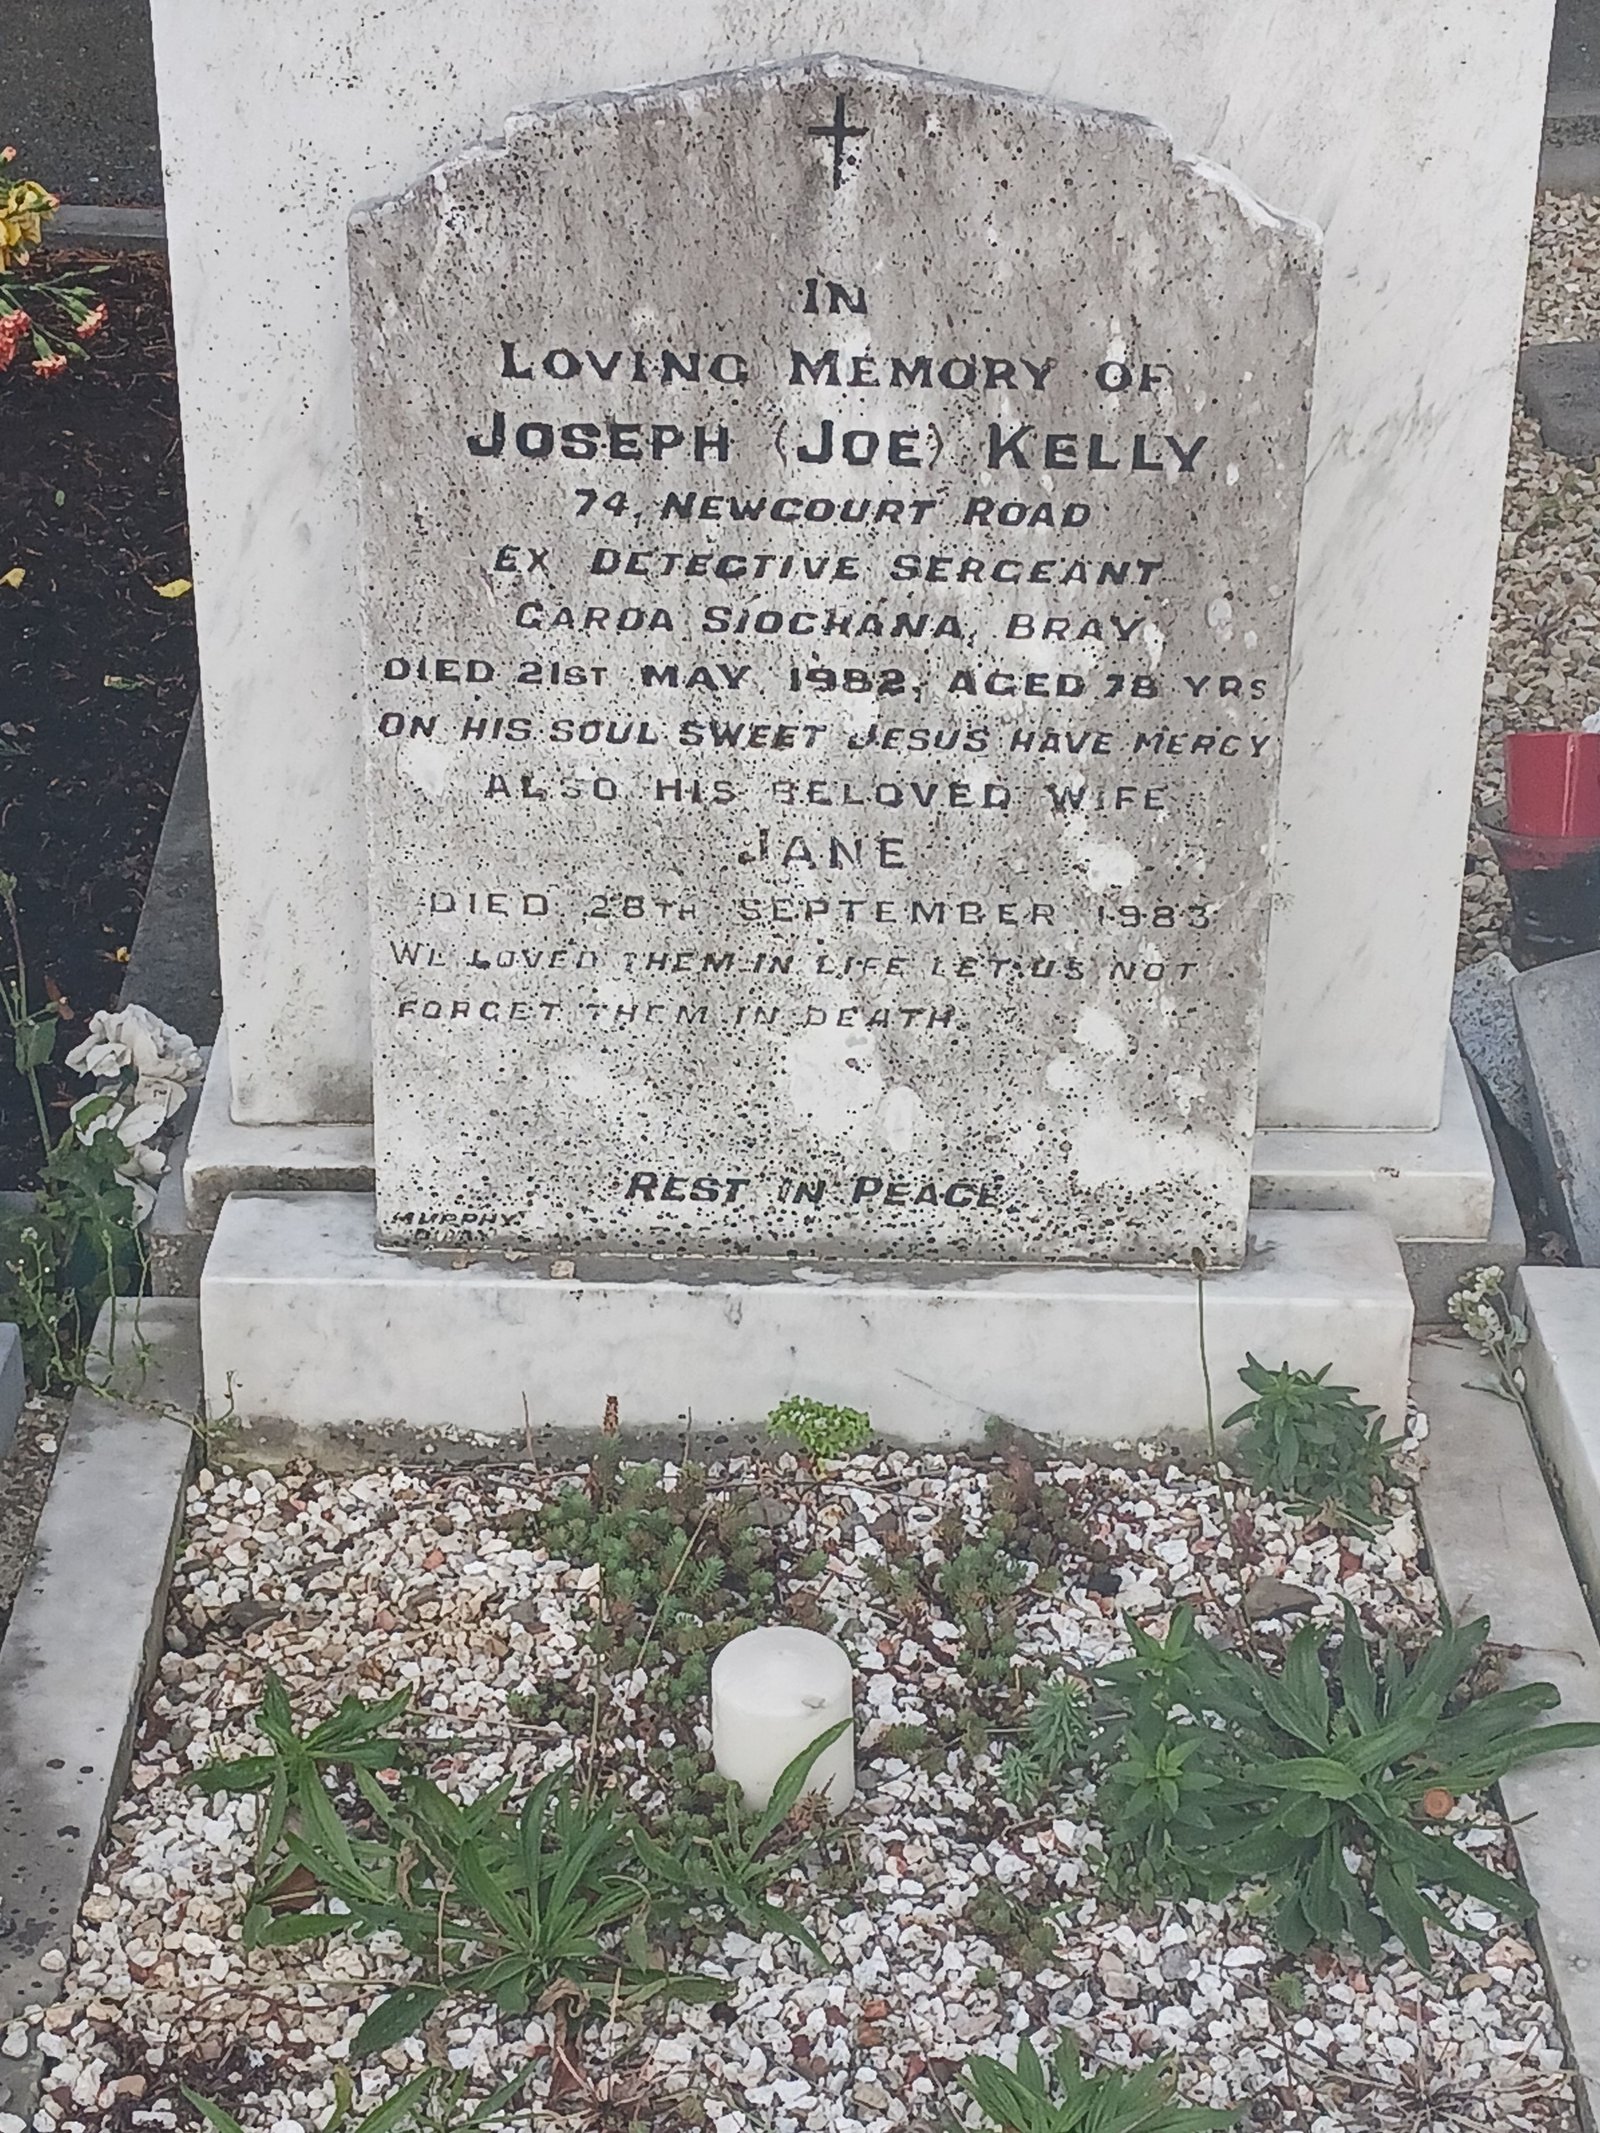 IN
LOVING MEMORY OF
JOSEPH (JOE) KELLY
74, NEWCOURT ROAD
EX DETECTIVE SERGEANT
GARDA SIOCHANA, BRAY
DIED 21ST MAY 1982, AGED 78 YRS
ON HIS SOUL SWEET JESUS HAVE MERCY
ALSO HIS BELOVED WIFE
JANE
DIED 28TH SEPTEMBER 1983
WE LOVED THEM IN LIFE LET US NOT
FORGET THEM IN DEATH.
REST IN PEACE
MURPHY